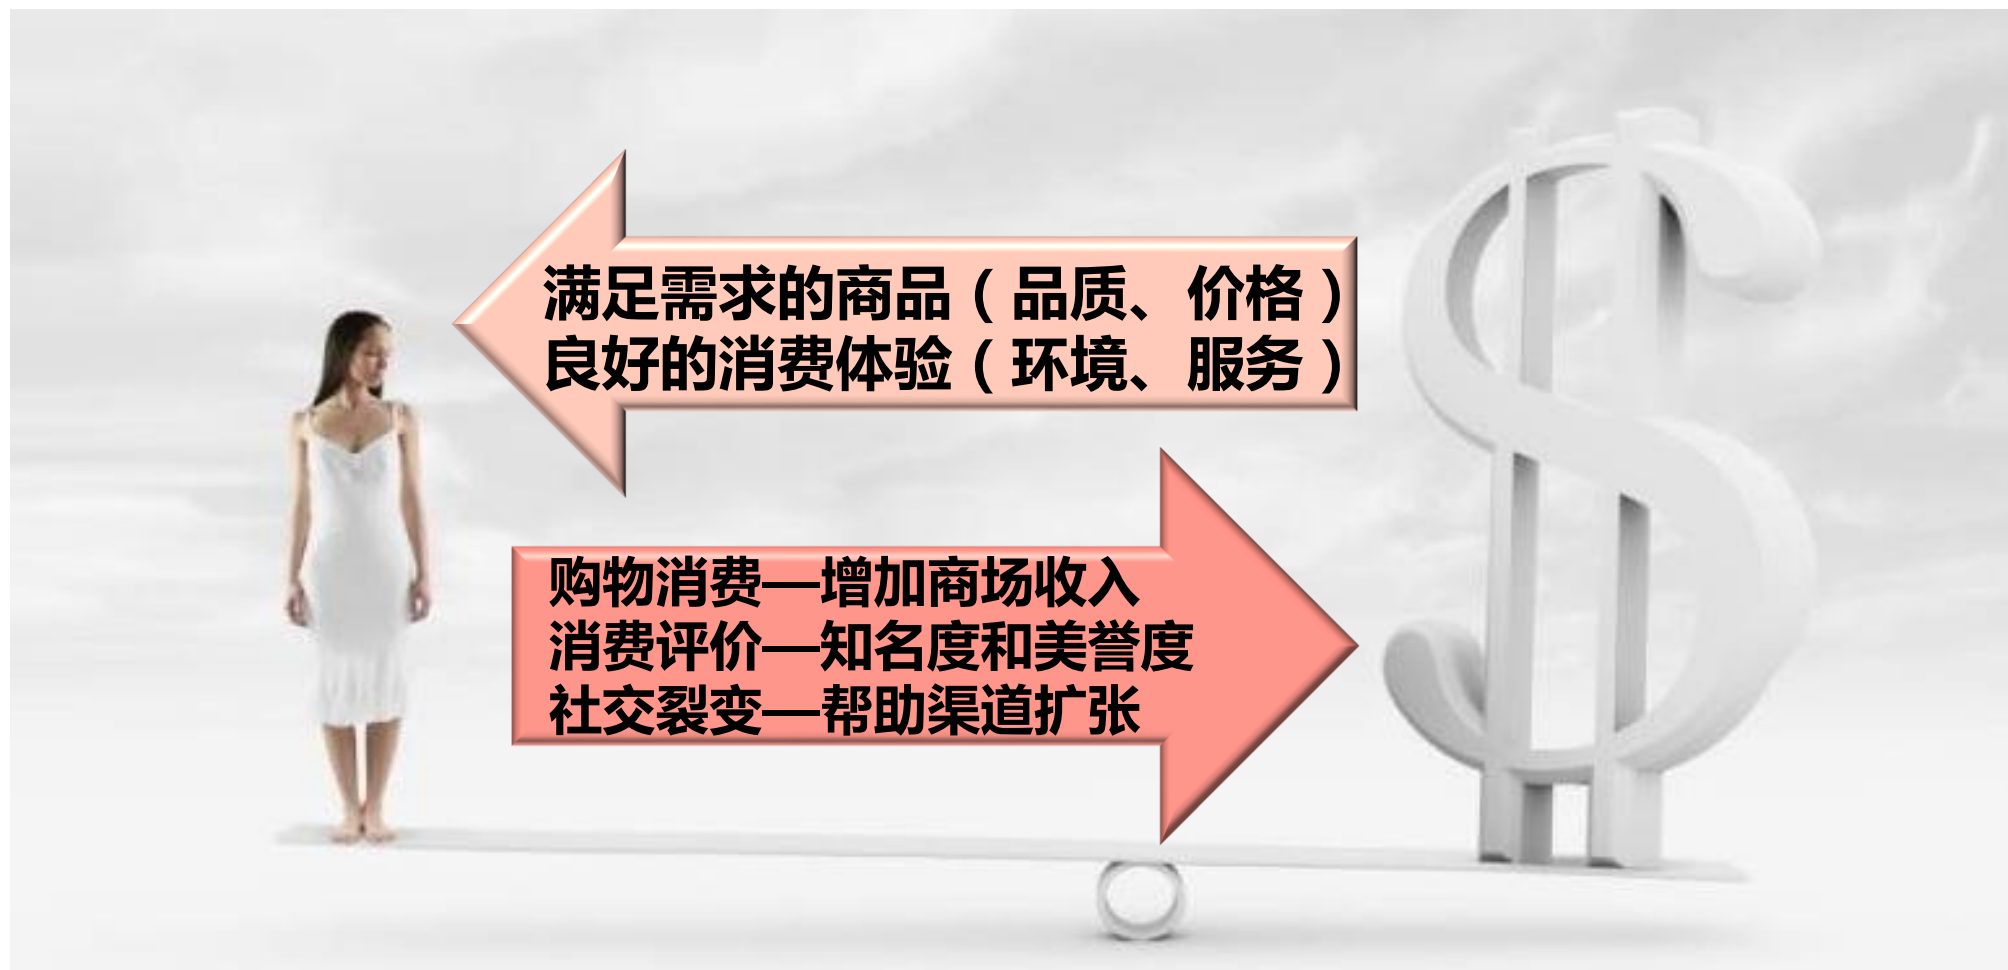 满足需求的商品（品质、价格）
良好的消费体验（环境、服务）
购物消费—增加商场收入
消费评价—知名度和美誉度
社交裂变—帮助渠道扩张